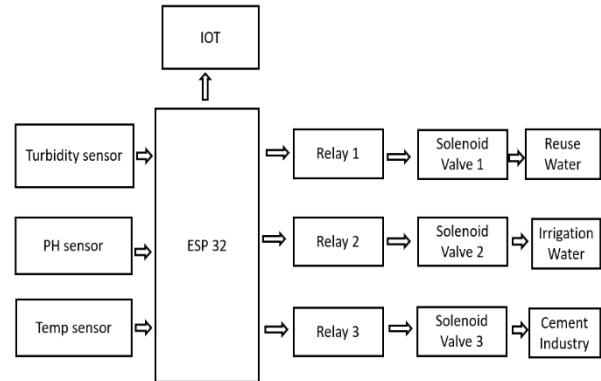 IOT
Turbidity sensor
PH sensor
Temp sensor
ESP 32
Relay 1
Solenoid
Valve 1
Reuse
Water
Relay 2
Solenoid
Valve 2
Irrigation
Water
Relay 3
Solenoid
Valve 3
Cement
Industry